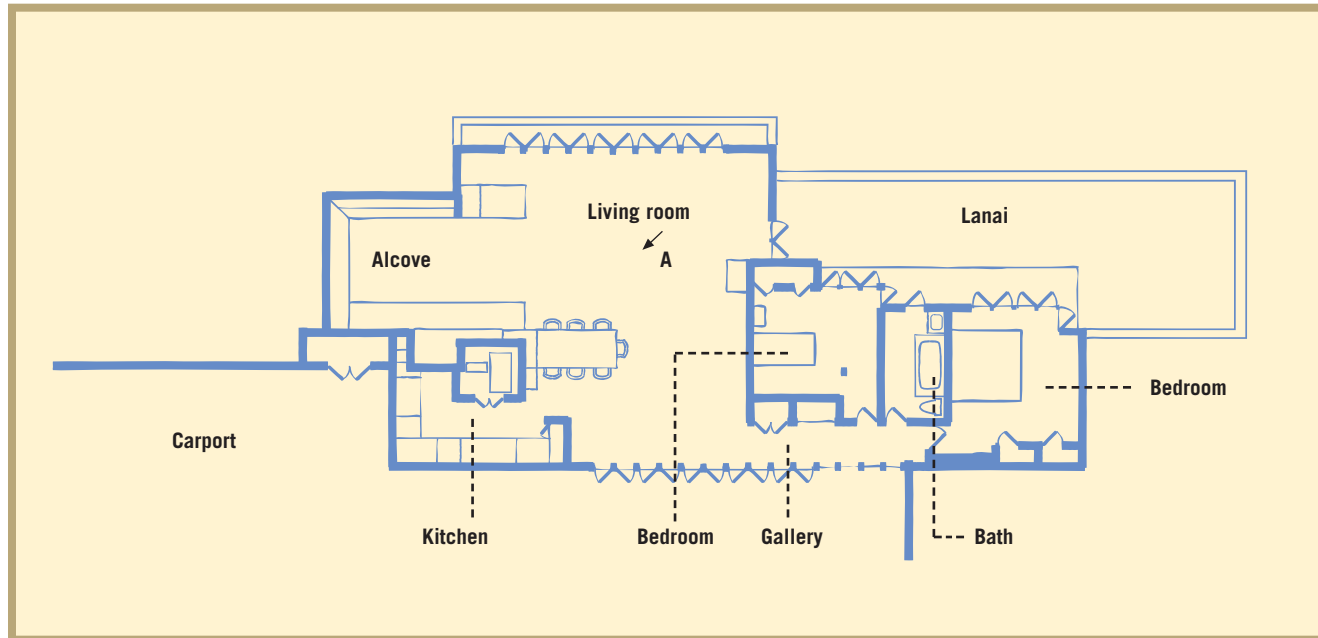 Living room
Lanai
A
Alcove
Bedroom
Carport
Kitchen
Bedroom
Gallery
Bath